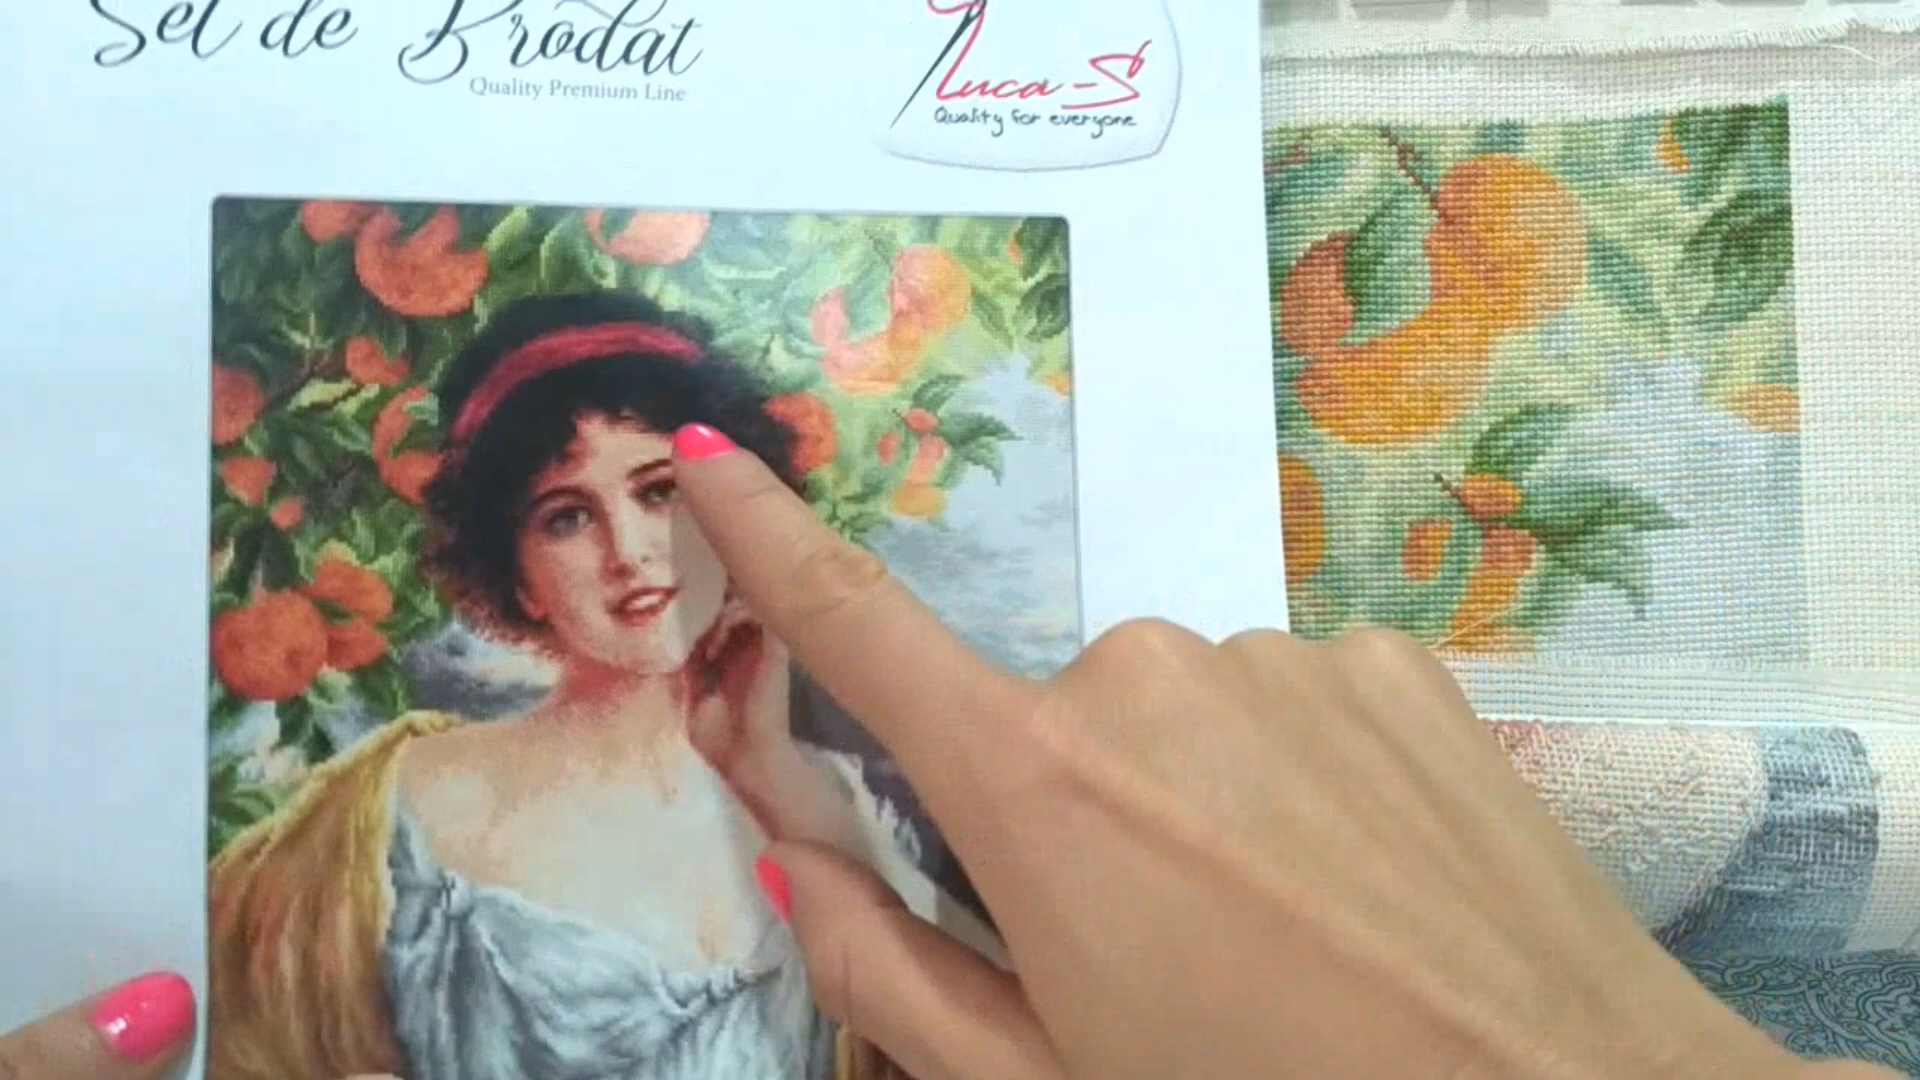 Set de Brodat
Quality Premium Line
Luca-S
Quality for everyone